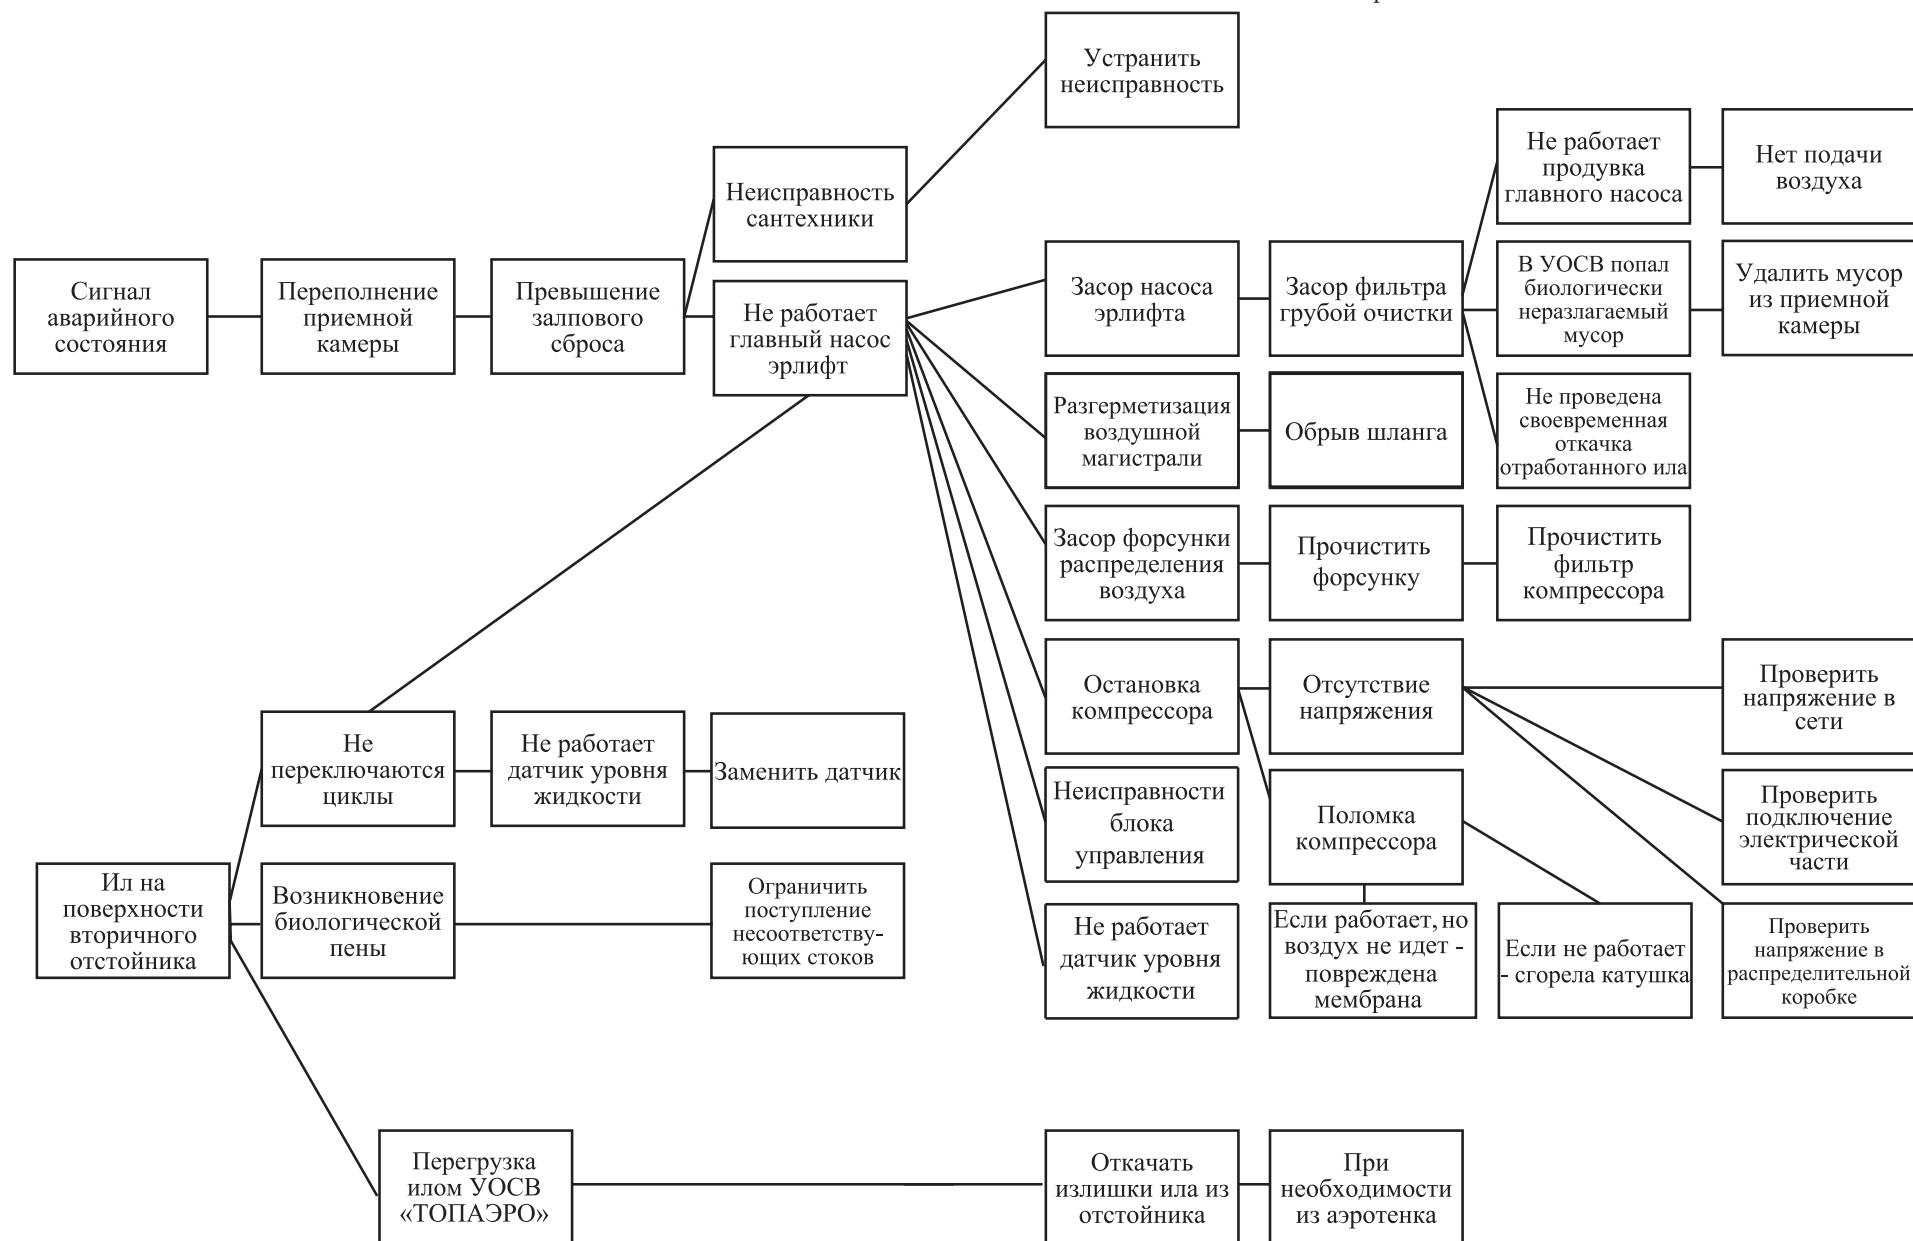 Устранить
неисправность
Не работает
продувка
главного насоса
Нет подачи
воздуха
Неисправность
сантехники
Сигнал
аварийного
состояния
Переполнение
приемной
камеры
Превышение
залпового
сброса
Не работает
главный насос
эрлифт
Засор насоса
эрлифта
Засор фильтра
грубой очистки
В УОСВ попал
биологически
неразлагаемый
мусор
Удалить мусор
из приемной
камеры
Разгерметизация
воздушной
магистрали
Обрыв шланга
Не проведена
своевременная
откачка
отработанного ила
Засор форсунки
распределения
воздуха
Прочистить
форсунку
Прочистить
фильтр
компрессора
Остановка
компрессора
Отсутствие
напряжения
Проверить
напряжение в
сети
Не
переключаются
циклы
Не работает
датчик уровня
жидкости
Заменить датчик
Неисправности
блока
управления
Поломка
компрессора
Проверить
подключение
электрической
части
Ил на
поверхности
вторичного
отстойника
Возникновение
биологической
пены
Ограничить
поступление
несоответству-
ющих стоков
Не работает
датчик уровня
жидкости
Если работает, но
воздух не идет -
повреждена
мембрана
Если не работает
- сгорела катушка
Проверить
напряжение в
распределительной
коробке
Перегрузка
илом УОСВ
«ТОПАЭРО»
Откачать
излишки ила из
отстойника
При
необходимости
из аэротенка